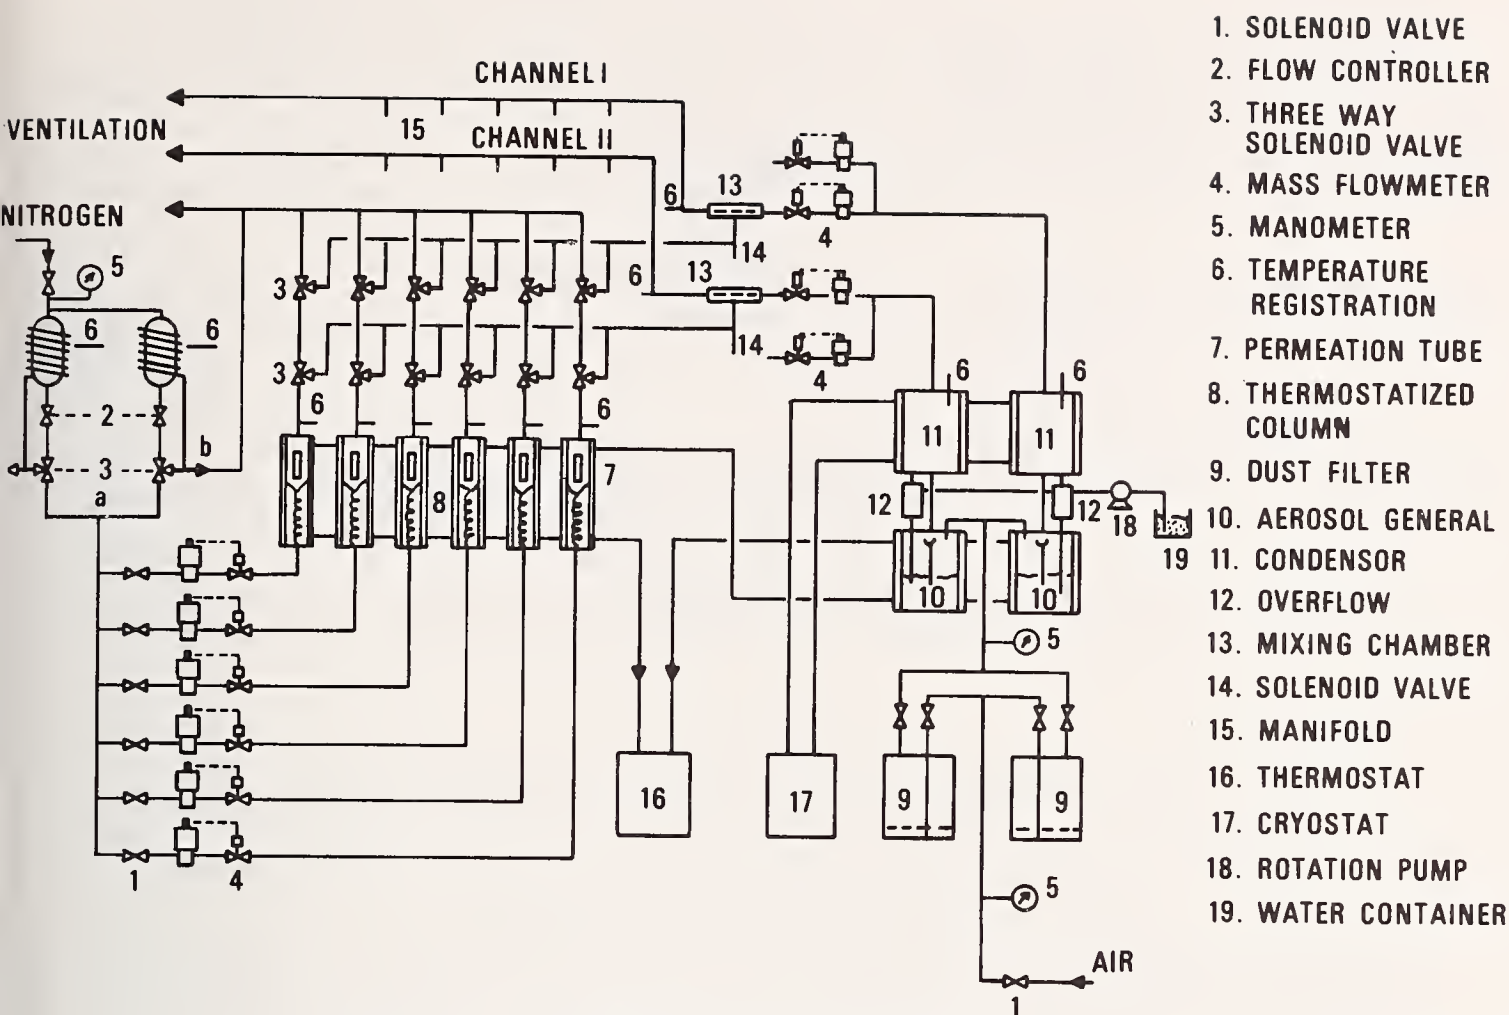 CHANNEL I
15
CHANNEL II
VENTILATION
NITROGEN
5
6
6
2
3
a
b
3
3
6
6
7
8
1
4
6
13
4
14
6
13
14
4
6
6
11
11
12
12
18
19
10
10
5
16
17
9
9
5
AIR
1
1. SOLENOID VALVE
2. FLOW CONTROLLER
3. THREE WAY
SOLENOID VALVE
4. MASS FLOWMETER
5. MANOMETER
6. TEMPERATURE
REGISTRATION
7. PERMEATION TUBE
8. THERMOSTATIZED
COLUMN
9. DUST FILTER
10. AEROSOL GENERAL
11. CONDENSOR
12. OVERFLOW
13. MIXING CHAMBER
14. SOLENOID VALVE
15. MANIFOLD
16. THERMOSTAT
17. CRYOSTAT
18. ROTATION PUMP
19. WATER CONTAINER